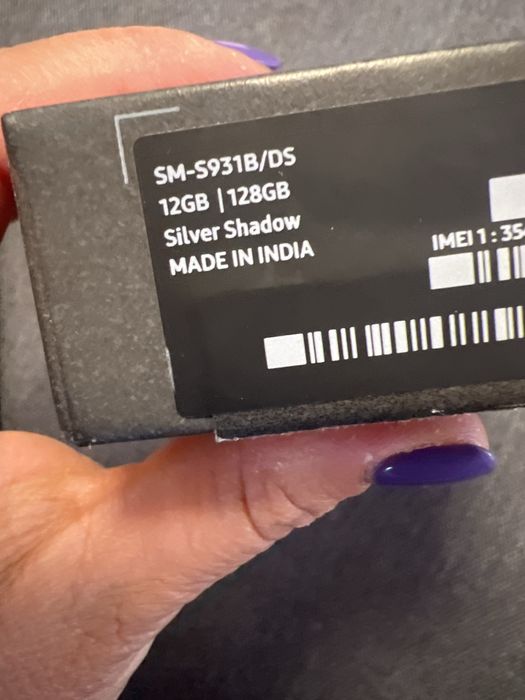 SM-S931B/DS
12GB | 128GB
Silver Shadow
MADE IN INDIA
IMEI 1 : 35